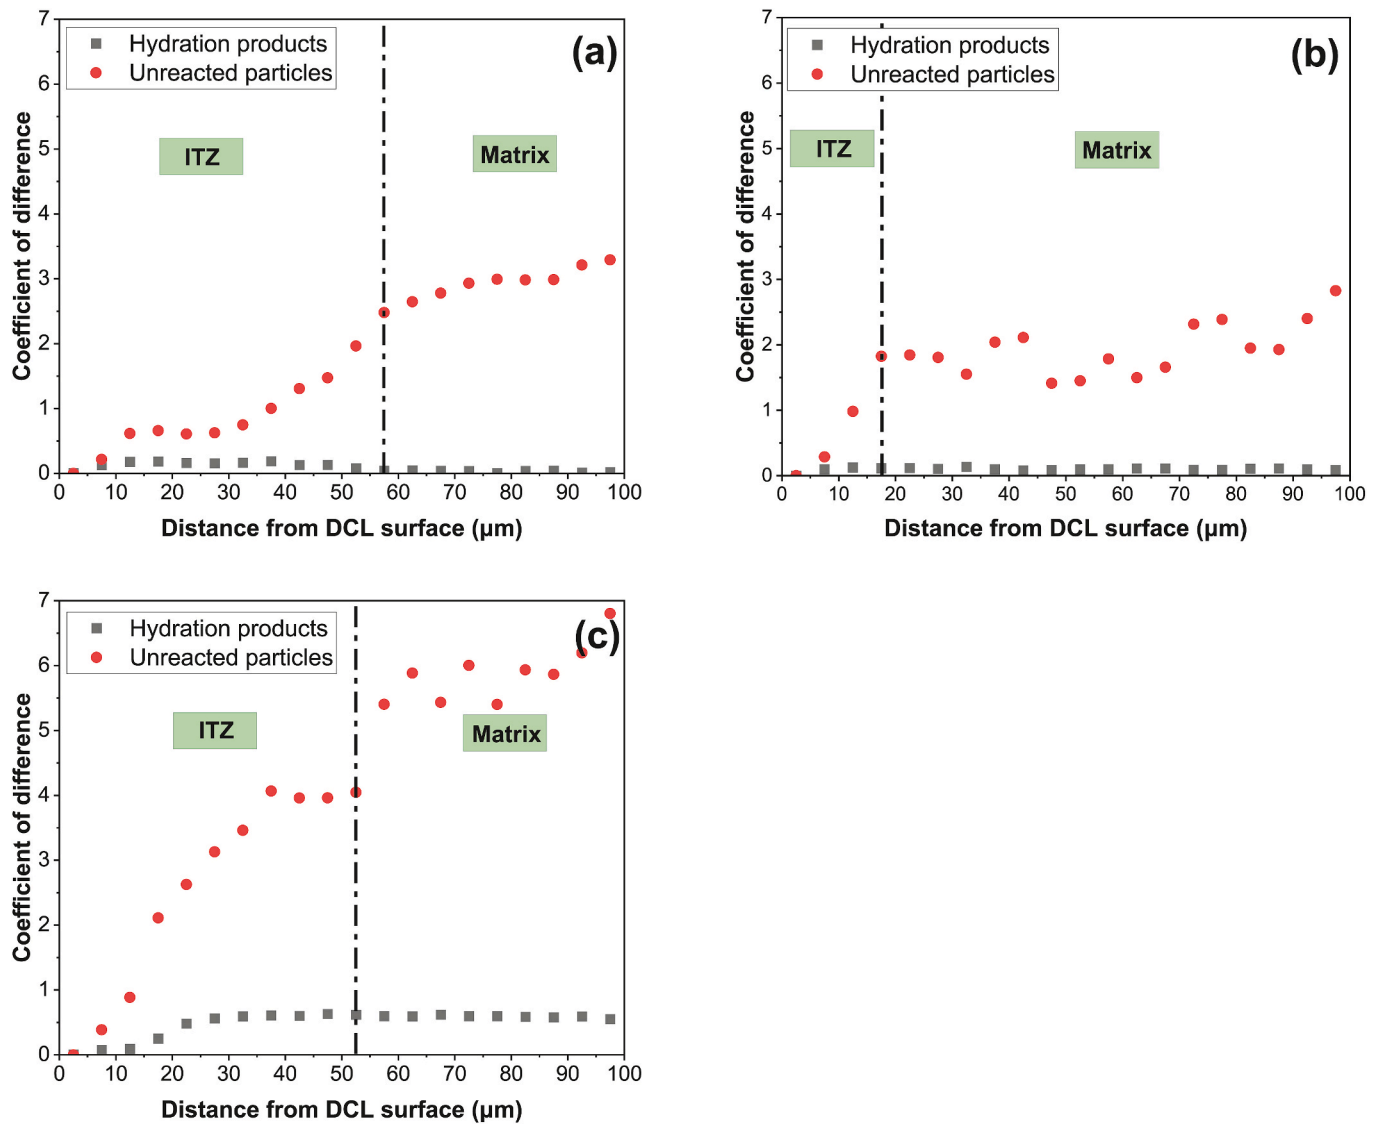 (a)
Hydration products
Unreacted particles
ITZ
Matrix
Coefficient of difference
7
6
5
4
3
2
1
0
0 10 20 30 40 50 60 70 80 90 100
Distance from DCL surface (μm)
(b)
Hydration products
Unreacted particles
ITZ
Matrix
Coefficient of difference
7
6
5
4
3
2
1
0
0 10 20 30 40 50 60 70 80 90 100
Distance from DCL surface (μm)
(c)
Hydration products
Unreacted particles
ITZ
Matrix
Coefficient of difference
7
6
5
4
3
2
1
0
0 10 20 30 40 50 60 70 80 90 100
Distance from DCL surface (μm)